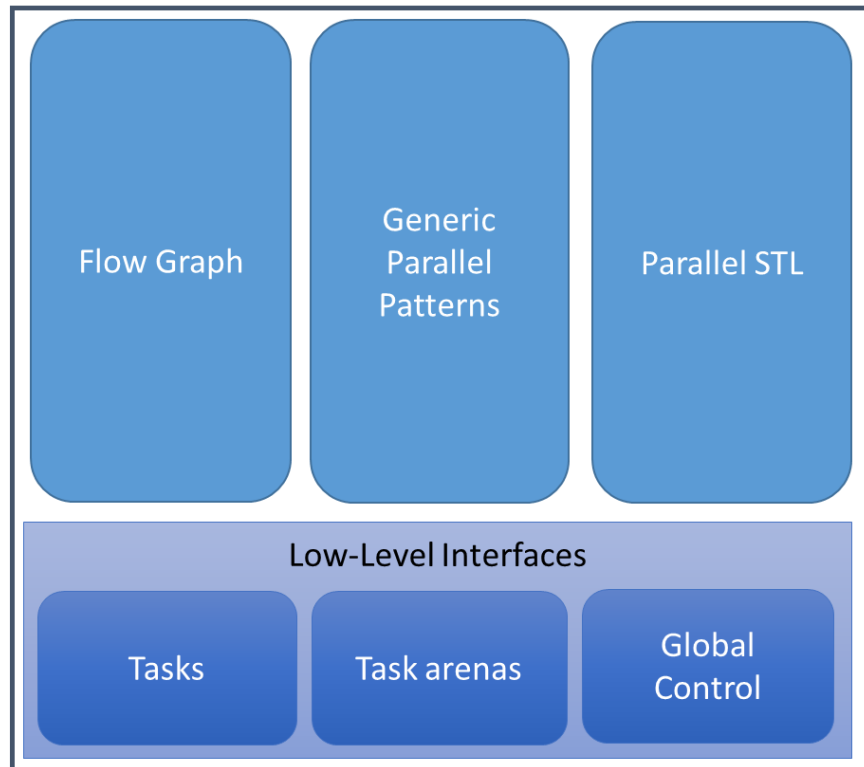 Flow Graph
Generic
Parallel
Patterns
Parallel STL
Low-Level Interfaces
Tasks
Task arenas
Global
Control